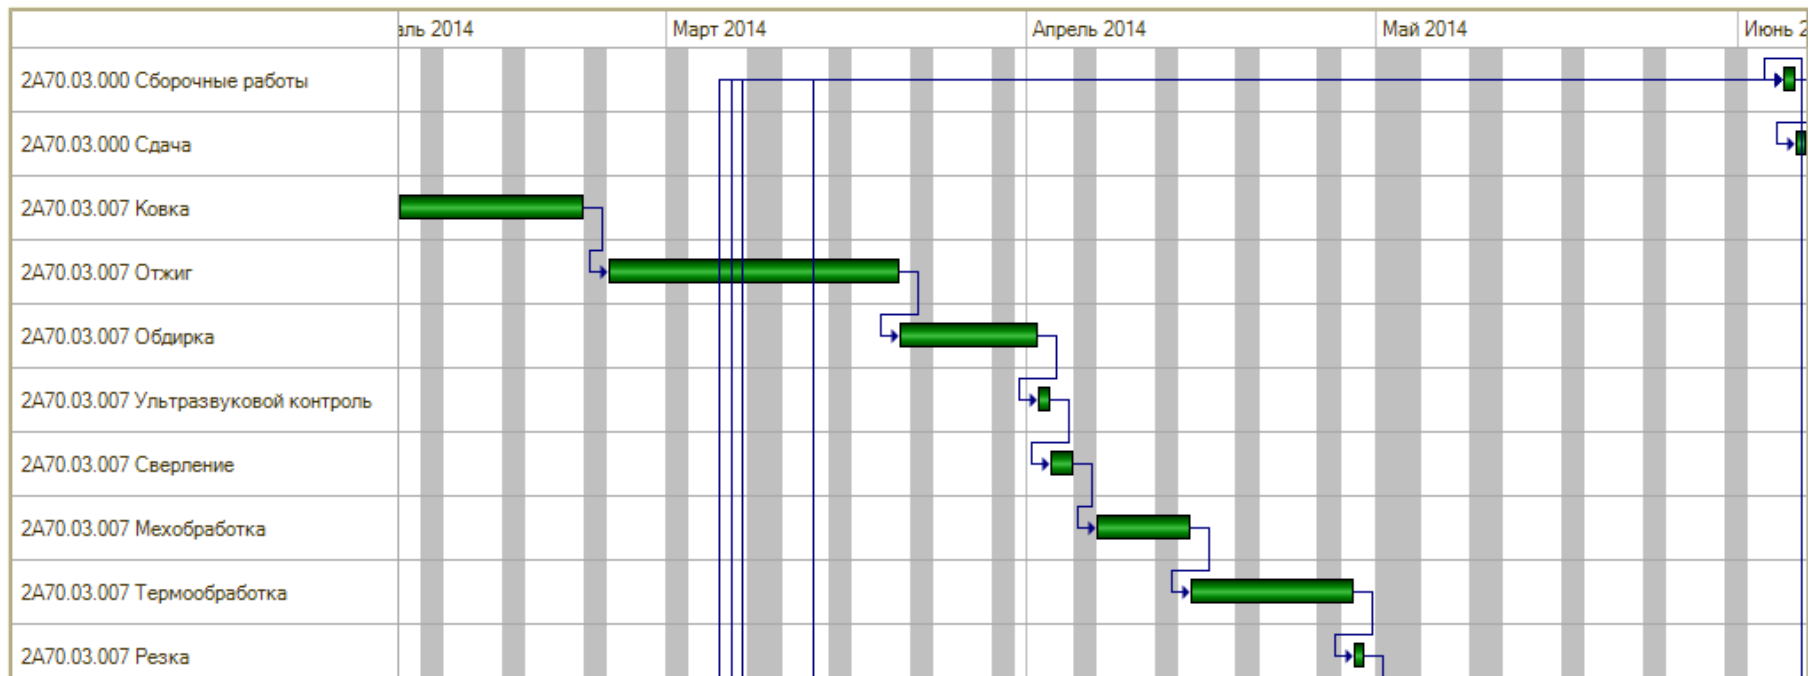 аль 2014 Март 2014 Апрель 2014 Май 2014 Июнь 2
2А70.03.000 Сборочные работы
2А70.03.000 Сдача
2А70.03.007 Ковка
2А70.03.007 Отжиг
2А70.03.007 Обдирка
2А70.03.007 Ультразвуковой контроль
2А70.03.007 Сверление
2А70.03.007 Мехобработка
2А70.03.007 Термообработка
2А70.03.007 Резка